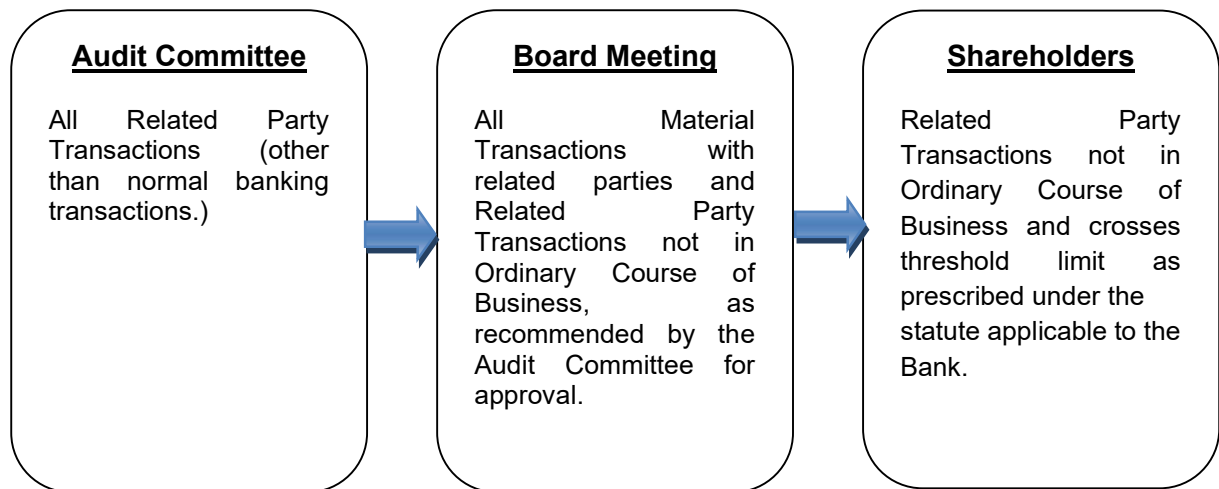 Audit Committee
All Related Party
Transactions (other
than normal banking
transactions.)
Board Meeting
All Material
Transactions with
related parties and
Related Party
Transactions not in
Ordinary Course of
Business, as
recommended by the
Audit Committee for
approval.
Shareholders
Related Party
Transactions not in
Ordinary Course of
Business and crosses
threshold limit as
prescribed under the
statute applicable to the
Bank.